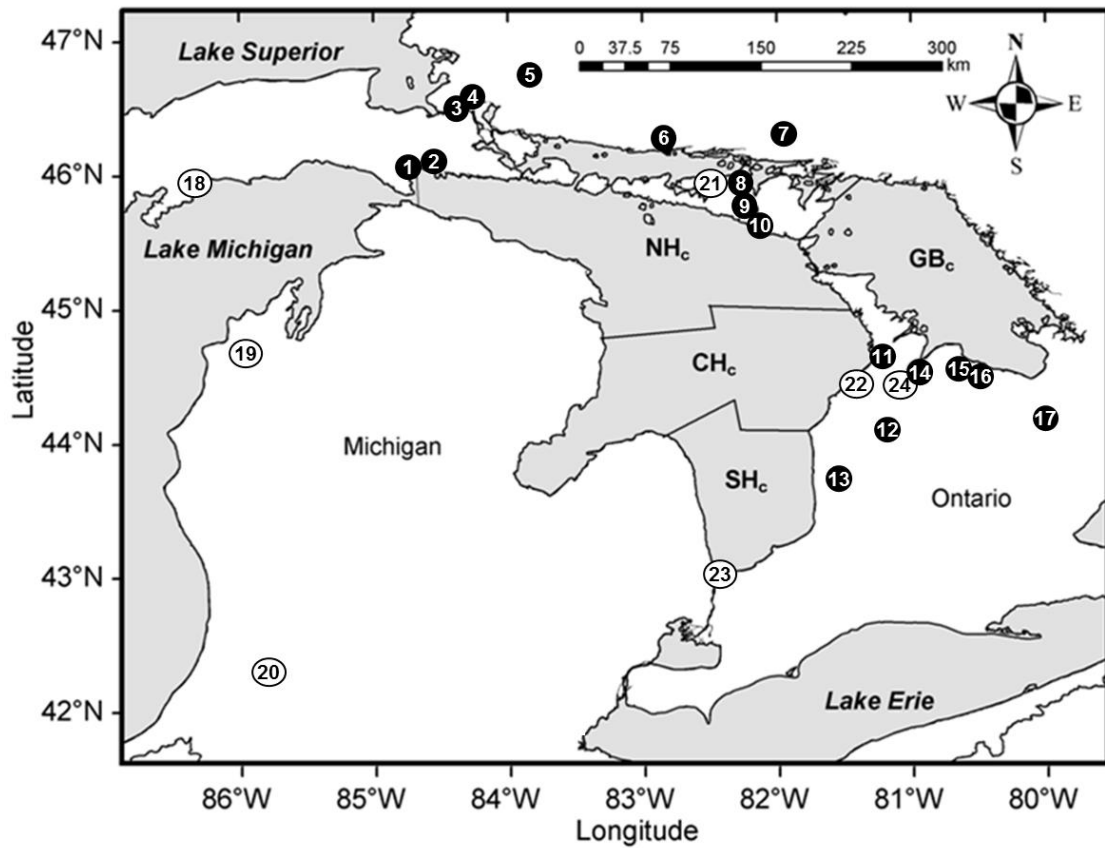 47°N
46°N
45°N
44°N
43°N
42°N
Latitude
Lake Superior
0 37.5 75 150 225 300
km
N
W E
S
5
4
3
6
7
1
2
18
21
8
9
10
Lake Michigan
NHc
GBc
19
11
CHc
22
24
14
15
16
12
17
Michigan
SHc
13
Ontario
23
20
Lake Erie
86°W 85°W 84°W 83°W 82°W 81°W 80°W
Longitude